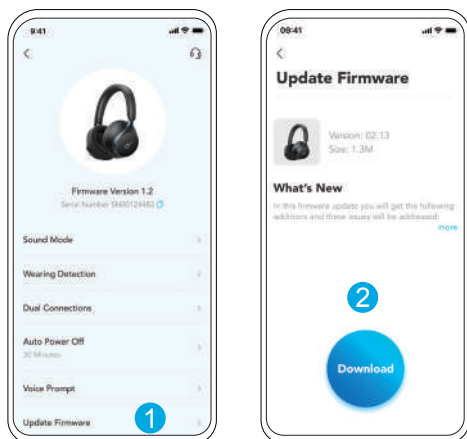 9:41
Firmware Version 1.2
Sound Mode
Wearing Detection
Dual Connections
Auto Power Off
30 Minutes
Voice Prompt
Update Firmware
1
09:41
Update Firmware
Version: 02.13
Size: 1.3M
What's New
In this firmware update you will get the following
additions and these issues will be addressed:
more
2
Download